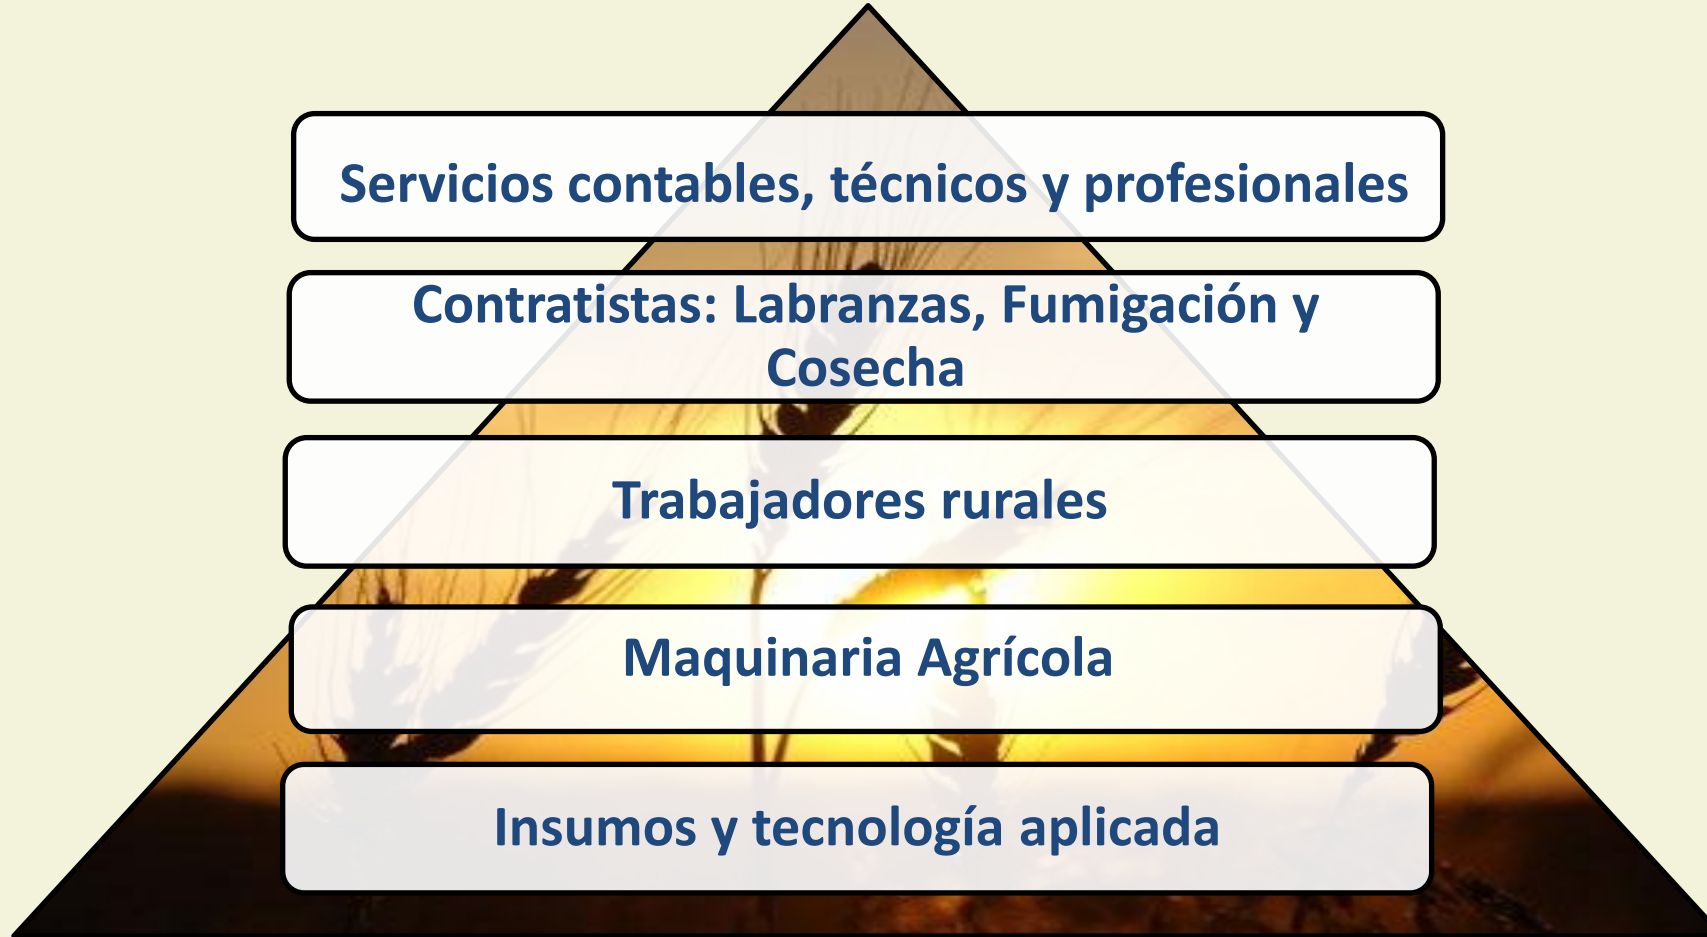 Servicios contables, técnicos y profesionales
Contratistas: Labranzas, Fumigación y
Cosecha
Trabajadores rurales
Maquinaria Agrícola
Insumos y tecnología aplicada